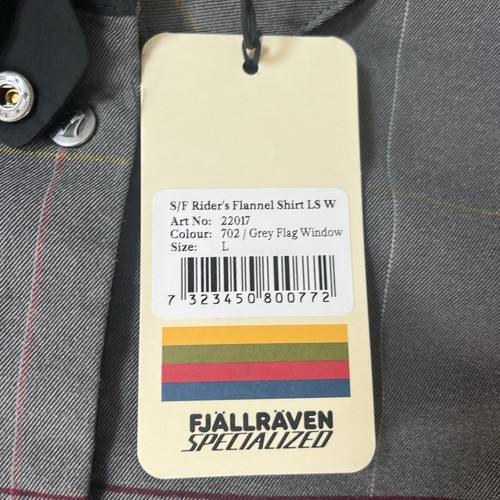 S/F Rider's Flannel Shirt LS W
Art No: 22017
Colour: 702 / Grey Flag Window
Size: L
7 323450 800772
FJÄLLRÄVEN
SPECIALIZED